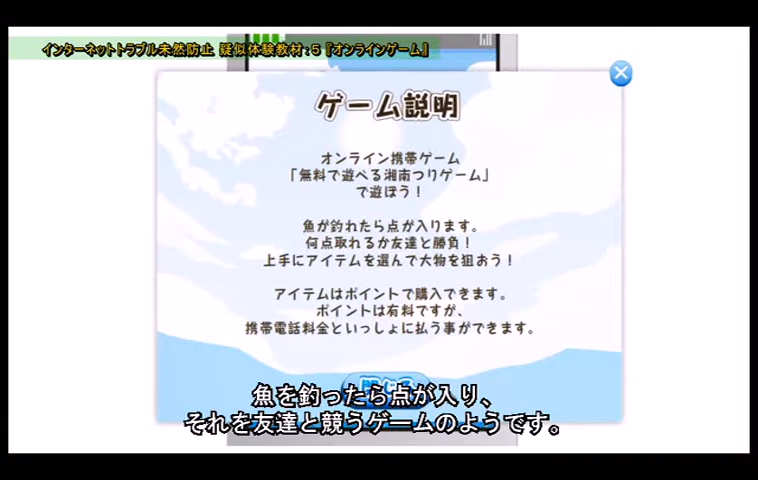 インターネットトラブル未然防止 疑似体験教材:5『オンラインゲーム』
ゲーム説明
オンライン携帯ゲーム
「無料で遊べる湘南つりゲーム」
で遊ぼう!
魚が釣れたら点が入ります。
何点取れるか友達と勝負!
上手にアイテムを選んで大物を狙おう!
アイテムはポイントで購入できます。
ポイントは有料ですが、
携帯電話料金といっしょに払う事ができます。
魚を釣ったら点が入り、
それを友達と競うゲームのようです。